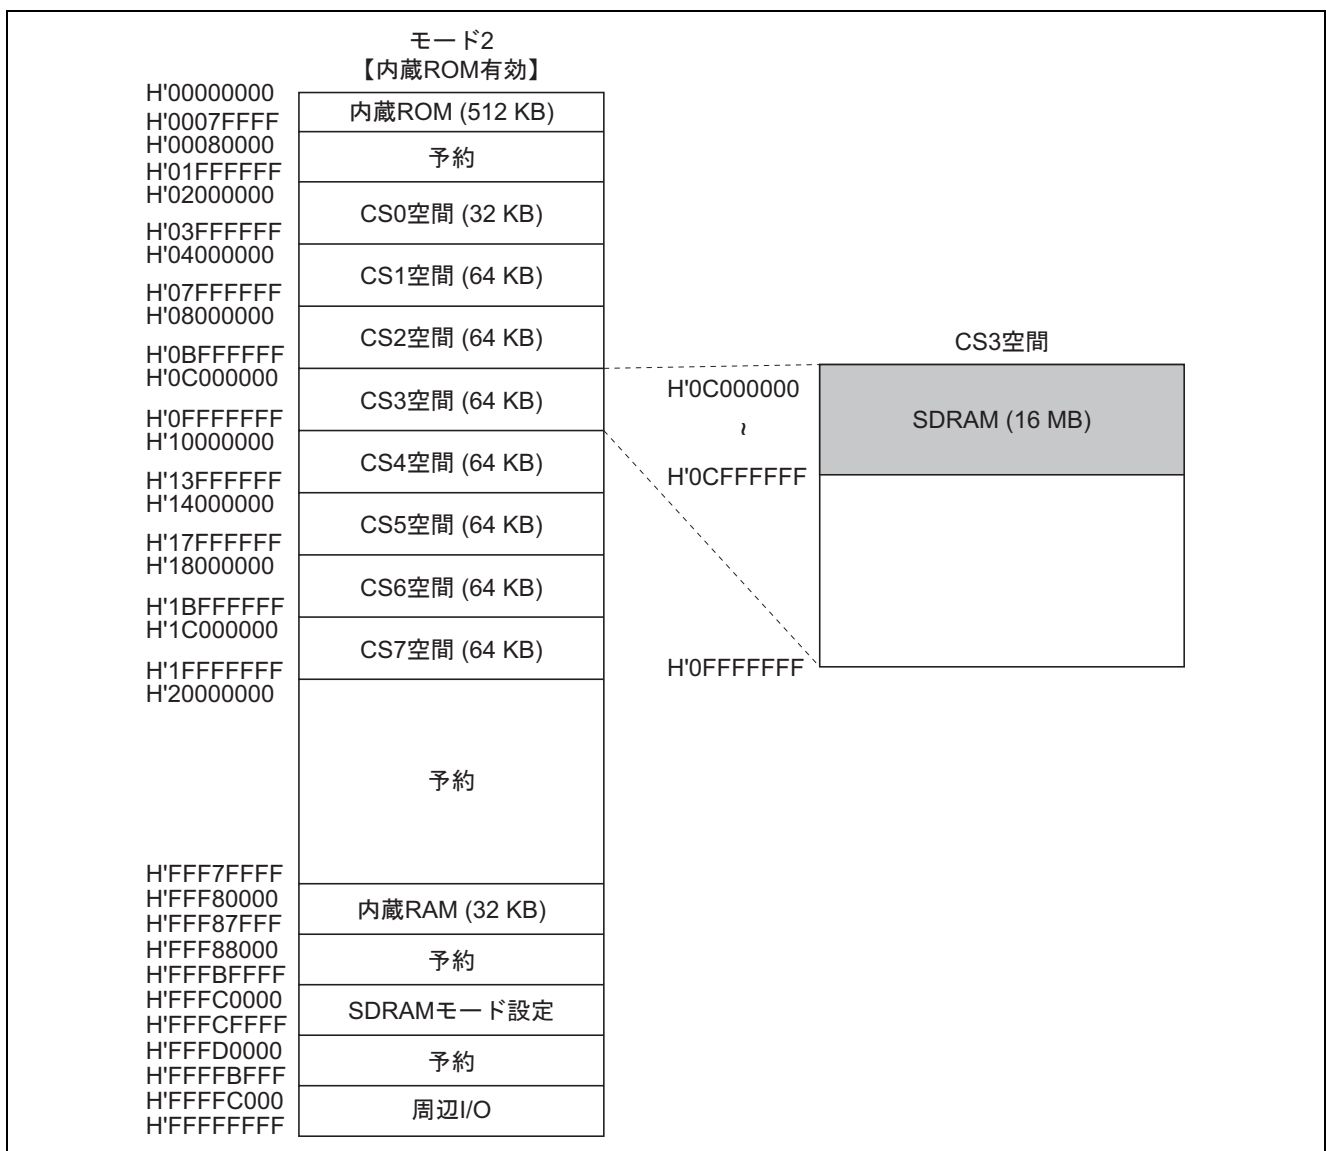 モード2
【内蔵ROM有効】
H'00000000
内蔵ROM (512 KB)
H'0007FFFF
H'00080000
予約
H'01FFFFFF
H'02000000
CS0空間 (32 KB)
H'03FFFFFF
H'04000000
CS1空間 (64 KB)
H'07FFFFFF
H'08000000
CS2空間 (64 KB)
H'0BFFFFFF
H'0C000000
CS3空間 (64 KB)
H'0FFFFFFF
H'10000000
CS4空間 (64 KB)
H'13FFFFFF
H'14000000
CS5空間 (64 KB)
H'17FFFFFF
H'18000000
CS6空間 (64 KB)
H'1BFFFFFF
H'1C000000
CS7空間 (64 KB)
H'1FFFFFFF
H'20000000
予約
H'FFF7FFFF
H'FFF80000
内蔵RAM (32 KB)
H'FFF87FFF
H'FFF88000
予約
H'FFFBFFFF
H'FFFC0000
SDRAMモード設定
H'FFFCFFFF
H'FFFD0000
予約
H'FFFFBFFF
H'FFFFC000
周辺I/O
H'FFFFFFFF
CS3空間
H'0C000000
~
SDRAM (16 MB)
H'0CFFFFFF
H'0FFFFFFF